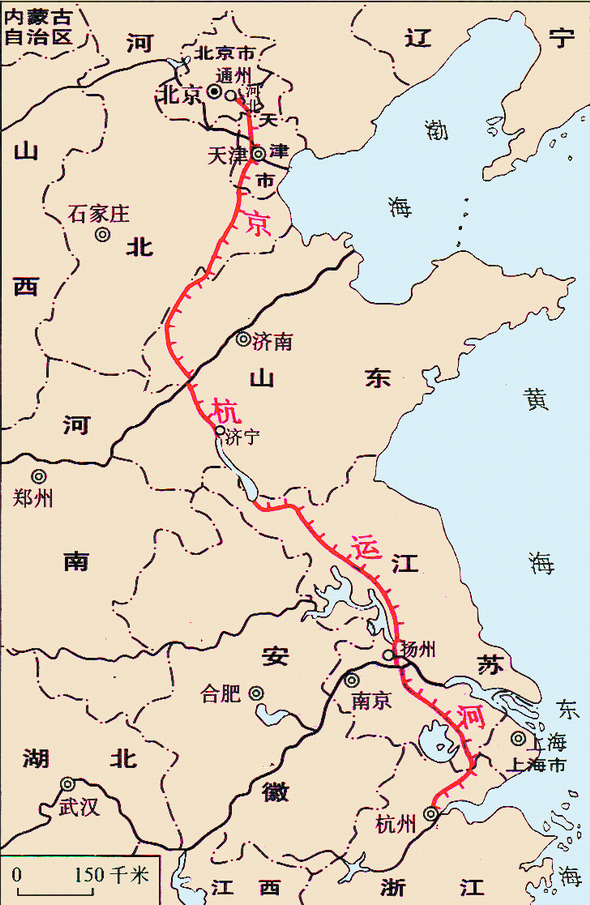 内蒙古
自治区
河
北京市
通州
北京
河
北
天
津
市
天津
辽
宁
渤
海
山
西
石家庄
北
京
济南
山
东
杭
济宁
黄
海
河
南
郑州
运
江
苏
扬州
安
徽
合肥
南京
河
东
海
上海
上海市
湖
北
武汉
杭州
江
西
浙
江
0
150 千米